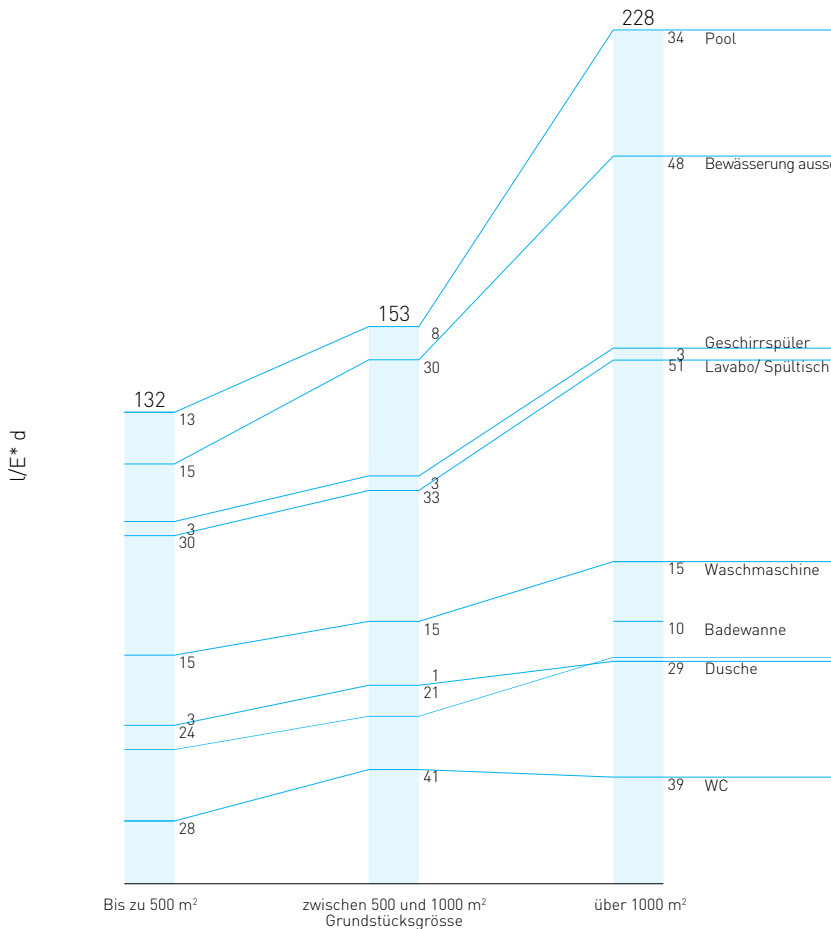 228
34 Pool
48 Bewässerung ausse
153
8
Geschirrspüler
3
30
51 Lavabo/ Spültisch
132
13
l/E* d
15
3
33
3
30
15 Waschmaschine
15
10 Badewanne
15
1
29 Dusche
21
3
24
41
39 WC
28
Bis zu 500 m²
zwischen 500 und 1000 m²
über 1000 m²
Grundstücksgrösse